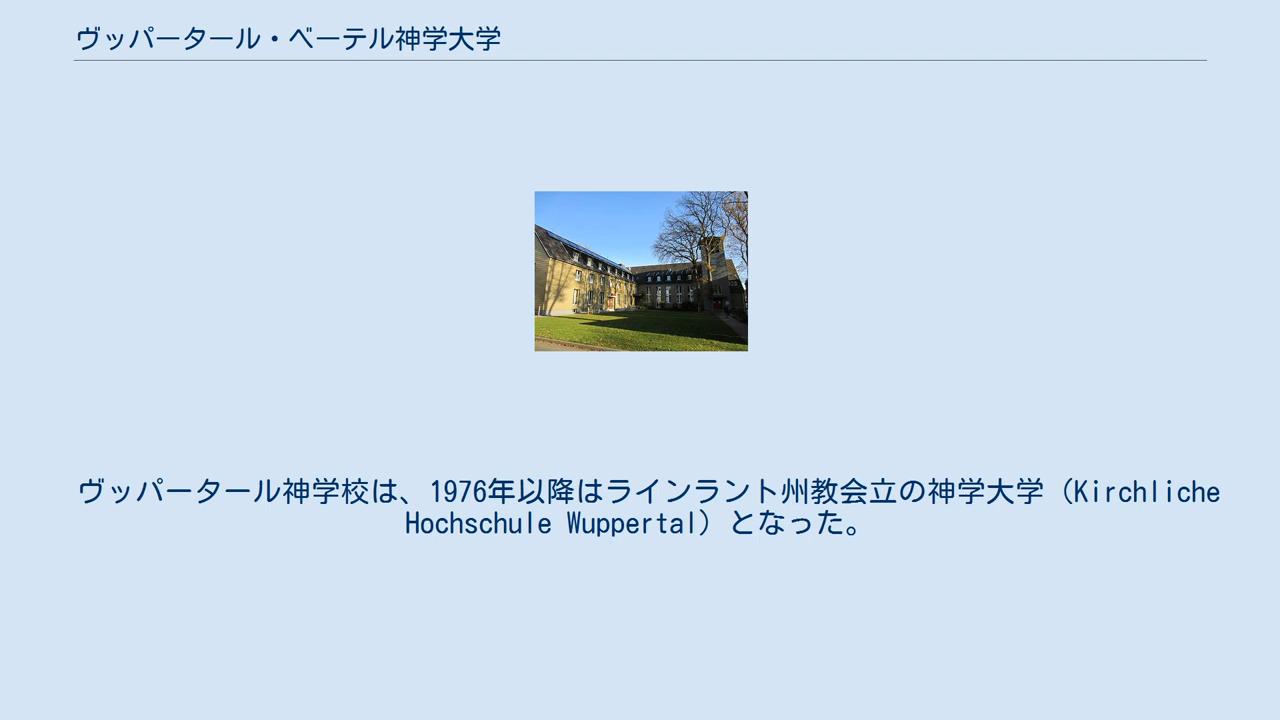 ヴッパータール・ベーテル神学大学
ヴッパータール神学校は、1976年以降はラインラント州教会立の神学大学（Kirchliche
Hochschule Wuppertal）となった。